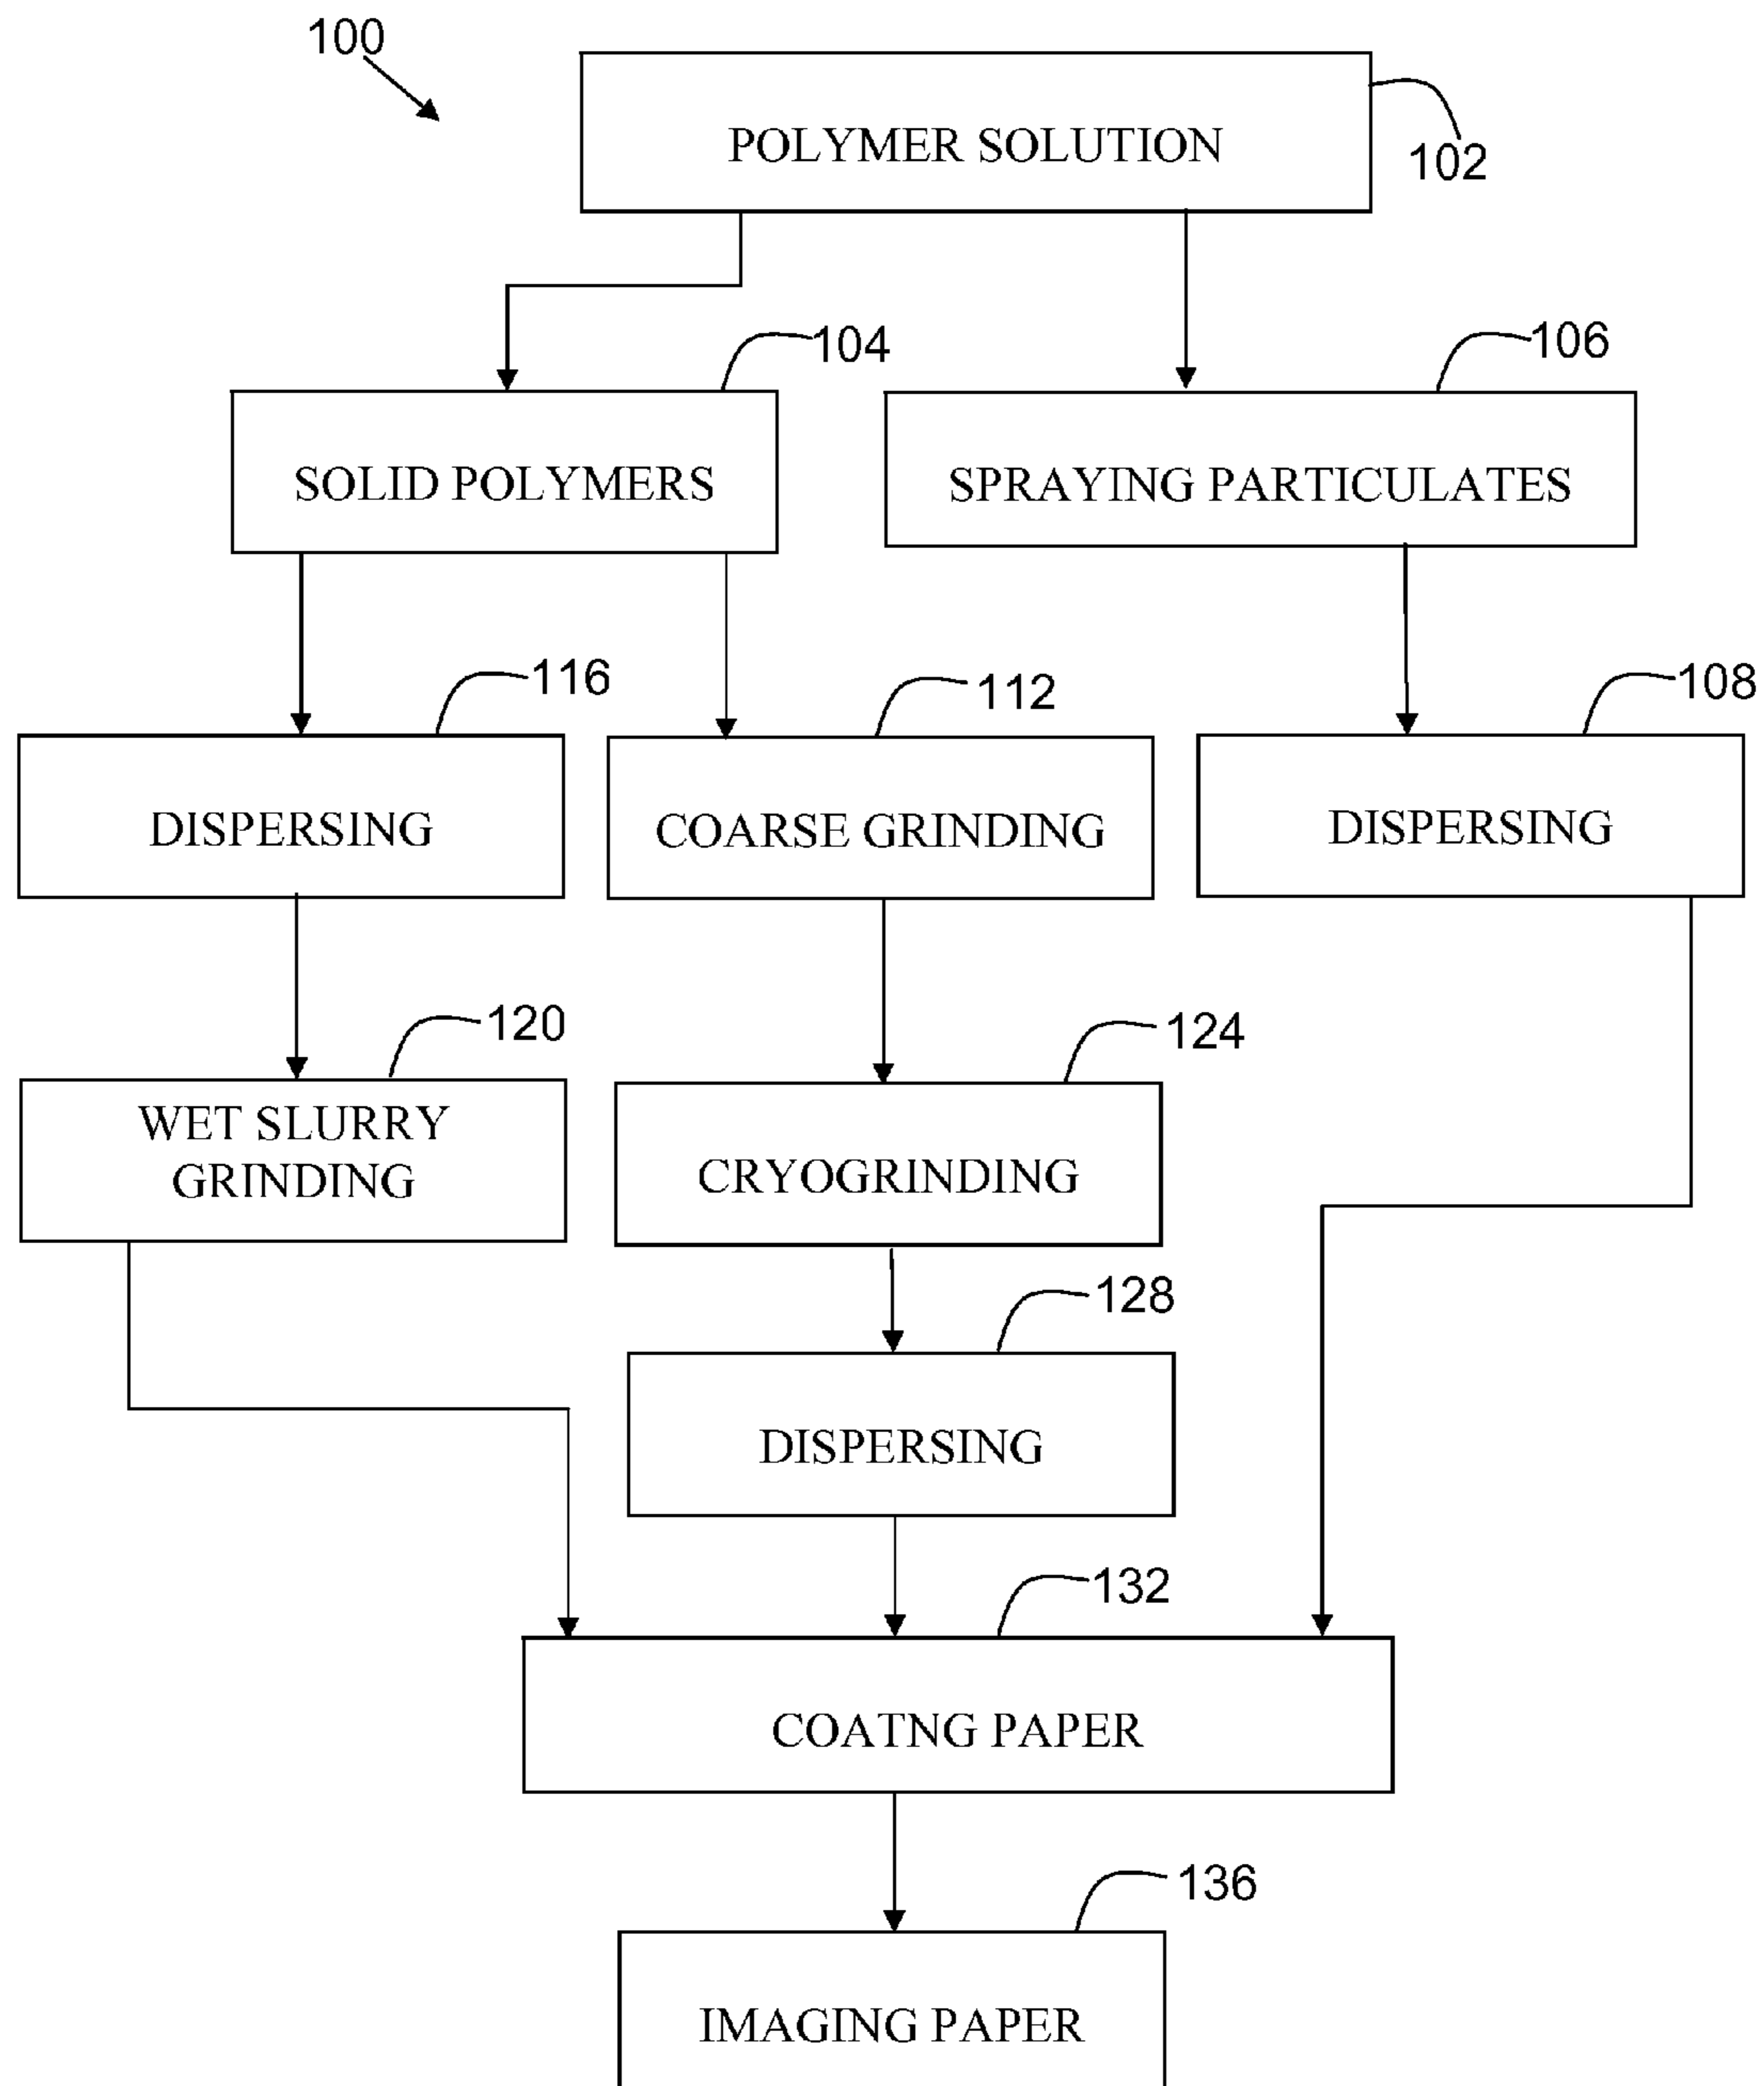 100
POLYMER SOLUTION
102
104
106
SOLID POLYMERS
SPRAYING PARTICULATES
116
112
108
DISPERSING
COARSE GRINDING
DISPERSING
120
124
WET SLURRY
GRINDING
CRYOGRINDING
128
DISPERSING
132
COATNG PAPER
136
IMAGING PAPER